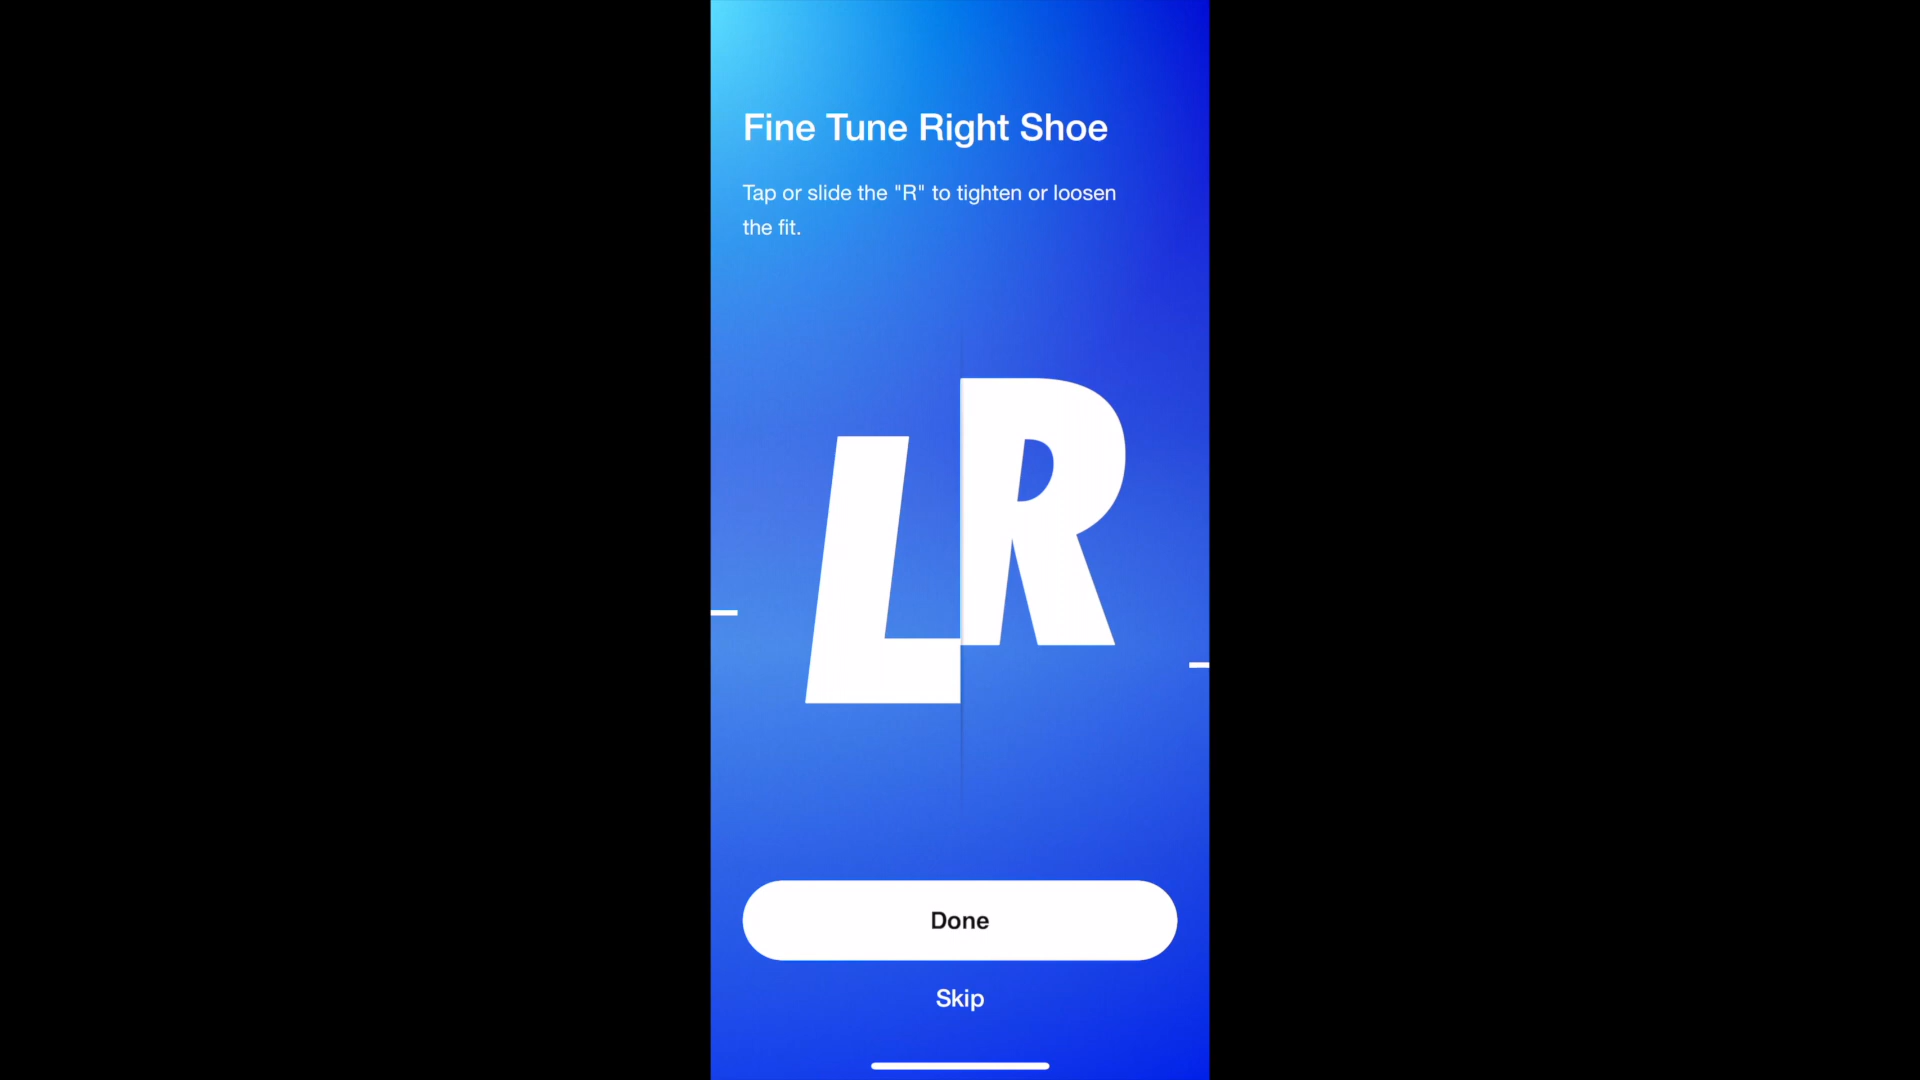 Fine Tune Right Shoe
Tap or slide the "R" to tighten or loosen
the fit.
LR
Done
Skip